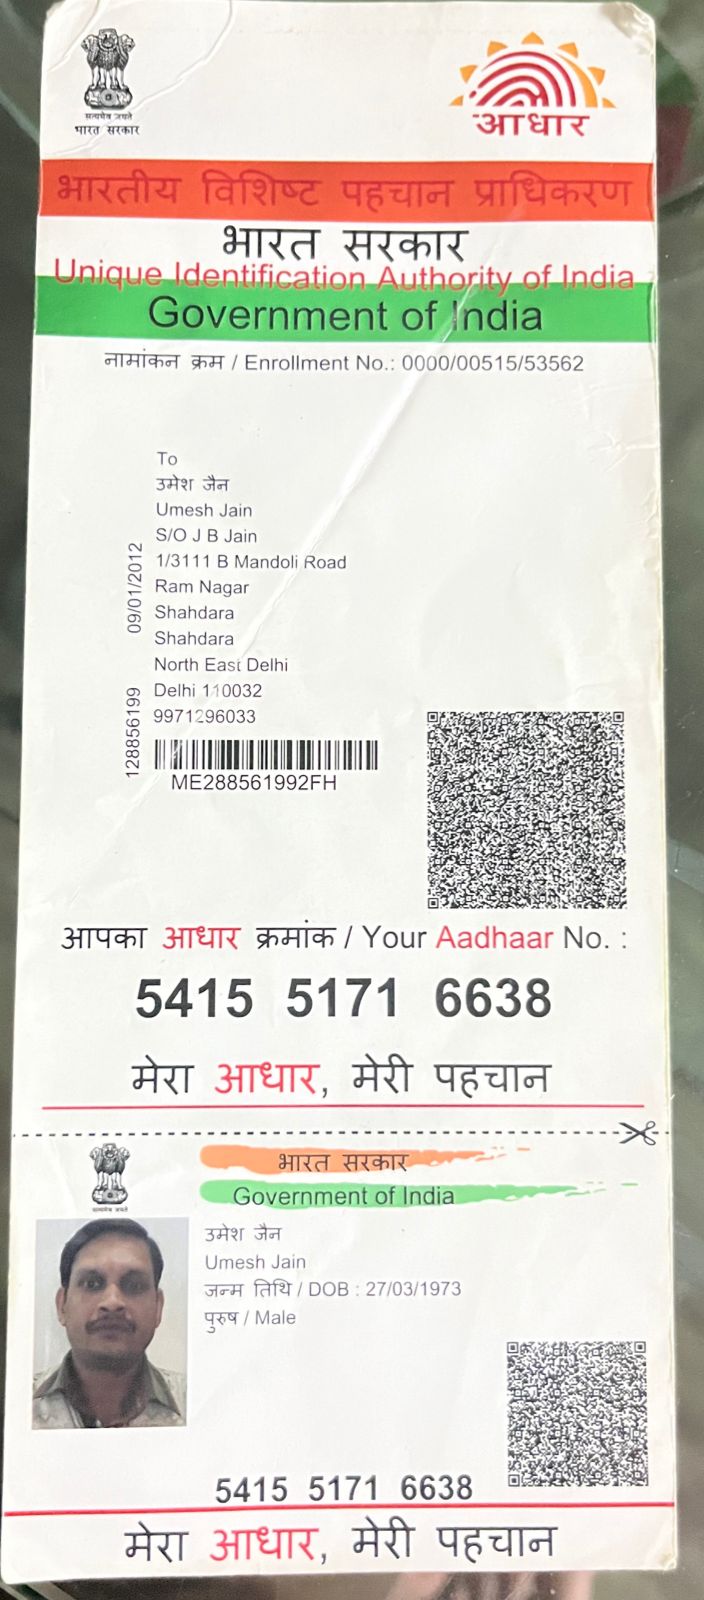 सत्यमेव जयते
भारत सरकार
आधार
भारतीय विशिष्ट पहचान प्राधिकरण
भारत सरकार
Unique Identification Authority of India
Government of India
नामांकन क्रम / Enrollment No.: 0000/00515/53562
To
उमेश जैन
Umesh Jain
S/O J B Jain
1/3111 B Mandoli Road
Ram Nagar
Shahdara
Shahdara
North East Delhi
Delhi 110032
9971296033
128856199 09/01/2012
ME288561992FH
आपका आधार क्रमांक / Your Aadhaar No. :
5415 5171 6638
मेरा आधार, मेरी पहचान
सत्यमेव जयते
भारत सरकार
Government of India
उमेश जैन
Umesh Jain
जन्म तिथि / DOB : 27/03/1973
पुरुष / Male
5415 5171 6638
मेरा आधार, मेरी पहचान